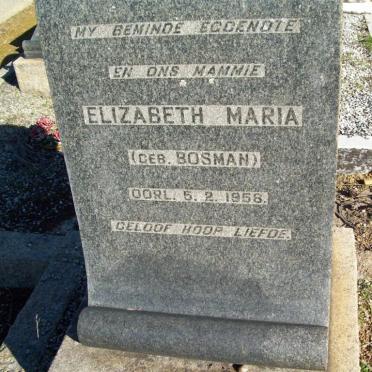 MY BEMINDE EGGENOTE
EN ONS MAMMIE
ELIZABETH MARIA
(GEB. BOSMAN)
OORL. 5. 2. 1958.
GELOOF HOOP LIEFDE.